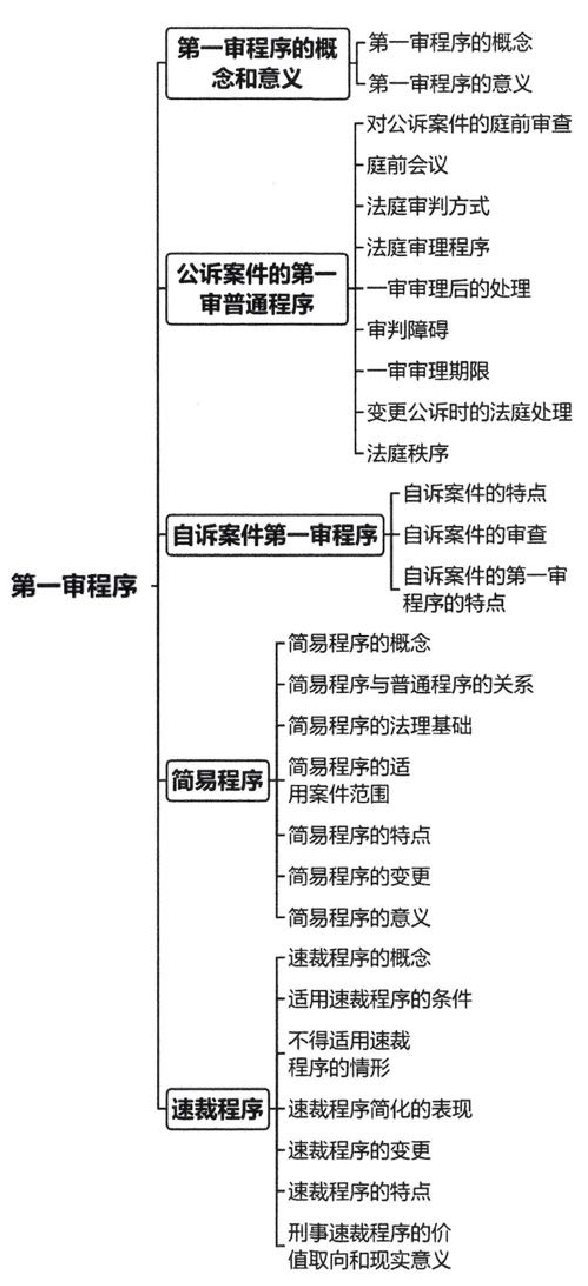 第一审程序
第一审程序的概
念和意义
第一审程序的概念
第一审程序的意义
公诉案件的第一
审普通程序
对公诉案件的庭前审查
庭前会议
法庭审判方式
法庭审理程序
一审审理后的处理
审判障碍
一审审理期限
变更公诉时的法庭处理
法庭秩序
自诉案件第一审程序
自诉案件的特点
自诉案件的审查
自诉案件的第一审
程序的特点
简易程序
简易程序的概念
简易程序与普通程序的关系
简易程序的法理基础
简易程序的适
用案件范围
简易程序的特点
简易程序的变更
简易程序的意义
速裁程序
速裁程序的概念
适用速裁程序的条件
不得适用速裁
程序的情形
速裁程序简化的表现
速裁程序的变更
速裁程序的特点
刑事速裁程序的价
值取向和现实意义